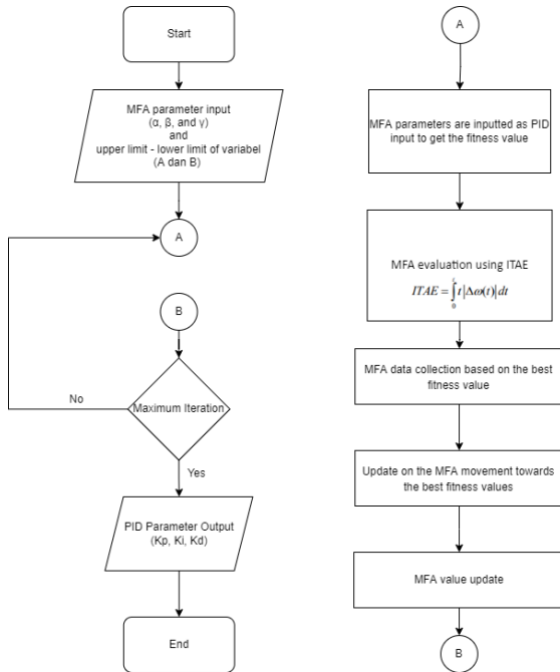 Start
MFA parameter input
(α, β, and γ)
and
upper limit - lower limit of variabel
(A dan B)
A
B
Maximum Iteration
No
Yes
PID Parameter Output
(Kp, Ki, Kd)
End
A
MFA parameters are inputted as PID
input to get the fitness value
MFA evaluation using ITAE
ITAE = ∫₀ᵗ t|Δω(t)|dt
MFA data collection based on the best
fitness value
Update on the MFA movement towards
the best fitness values
MFA value update
B